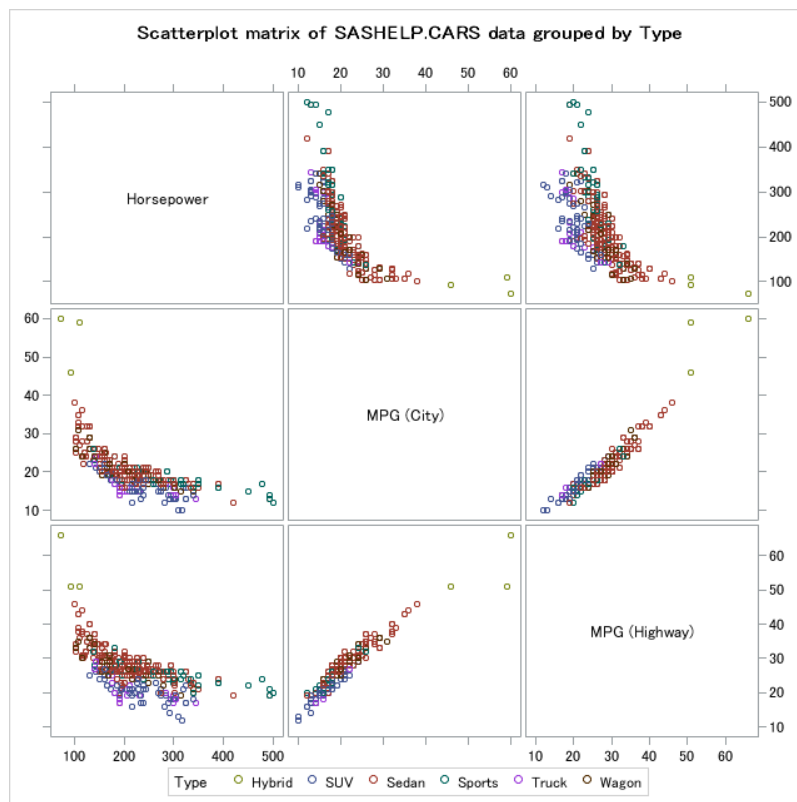 Scatterplot matrix of SASHELP.CARS data grouped by Type
10 20 30 40 50 60
500
400
300
200
100
Horsepower
60
50
40
30
20
10
MPG (City)
60
50
40
30
20
10
MPG (Highway)
100 200 300 400 500
10 20 30 40 50 60
Type Hybrid SUV Sedan Sports Truck Wagon